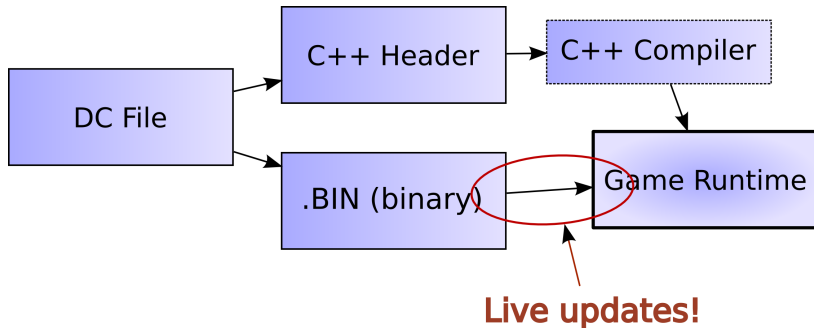 C++ Header
C++ Compiler
DC File
.BIN (binary)
Game Runtime
Live updates!